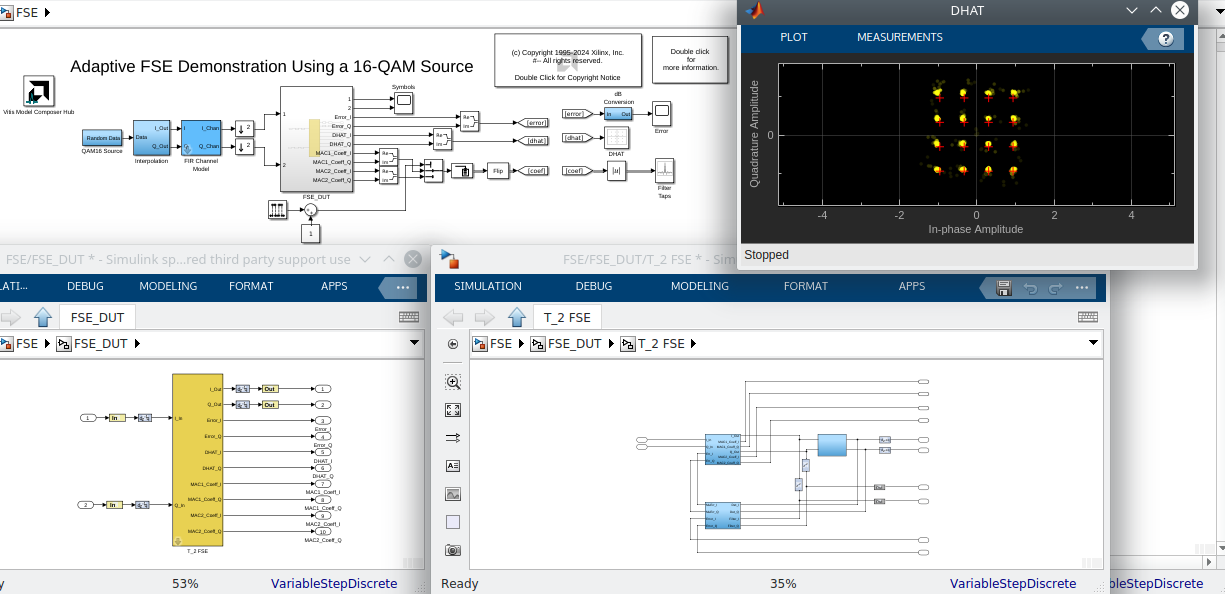 FSE
DHAT
PLOT
MEASUREMENTS
(c) Copyright 1995-2024 Xilinx, Inc.
#-- All rights reserved.
Double Click for Copyright Notice
Double click
for
more information.
Adaptive FSE Demonstration Using a 16-QAM Source
Vitis Model Composer Hub
Random Data
QAM16 Source
Data
I_Out
Q_Out
Interpolation
I
I_Chan
Q_Chan
FIR Channel
Model
2
2
1
2
1
2
Error_I
Error_Q
DHAT_I
DHAT_Q
MAC1_Coeff_I
MAC1_Coeff_Q
MAC2_Coeff_I
MAC2_Coeff_Q
FSE_DUT
Symbols
Re
Im
Re
Im
Re
Im
Re
Im
[error]
[dhat]
Flip
[coef]
1
[error]
dB
Conversion
In
Out
Error
[dhat]
DHAT
[coef]
|u|
Filter
Taps
Quadrature Amplitude
0
-4
-2
0
2
4
In-phase Amplitude
Stopped
FSE/FSE_DUT * - Simulink sp...red third party support use
LATI...
DEBUG
MODELING
FORMAT
APPS
FSE_DUT
FSE
FSE_DUT
1
In
2
In
I_In
Q_In
I_Out
Q_Out
Error_I
Error_Q
DHAT_I
DHAT_Q
MAC1_Coeff_I
MAC1_Coeff_Q
MAC2_Coeff_I
MAC2_Coeff_Q
T_2 FSE
Out
Out
1
2
3
Error_I
4
Error_Q
5
DHAT_I
6
DHAT_Q
7
MAC1_Coeff_I
8
MAC1_Coeff_Q
9
MAC2_Coeff_I
10
MAC2_Coeff_Q
y
53%
VariableStepDiscrete
FSE/FSE_DUT/T_2 FSE * - Sim
SIMULATION
DEBUG
MODELING
FORMAT
APPS
T_2 FSE
FSE
FSE_DUT
T_2 FSE
Ready
35%
VariableStepDiscrete
bleStepDiscrete